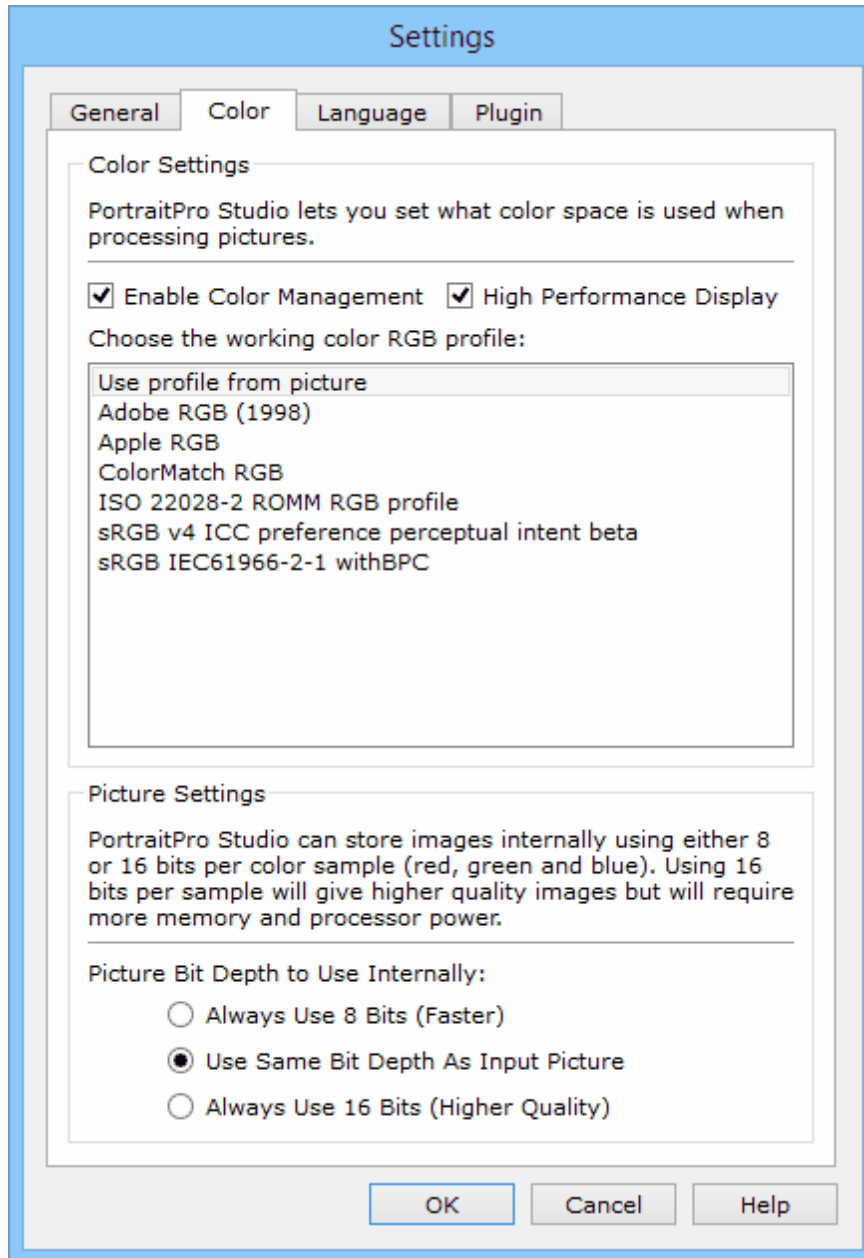 Settings
General
Color
Language
Plugin
Color Settings
PortraitPro Studio lets you set what color space is used when
processing pictures.
Enable Color Management
High Performance Display
Choose the working color RGB profile:
Use profile from picture
Adobe RGB (1998)
Apple RGB
ColorMatch RGB
ISO 22028-2 ROMM RGB profile
sRGB v4 ICC preference perceptual intent beta
sRGB IEC61966-2-1 withBPC
Picture Settings
PortraitPro Studio can store images internally using either 8
or 16 bits per color sample (red, green and blue). Using 16
bits per sample will give higher quality images but will require
more memory and processor power.
Picture Bit Depth to Use Internally:
Always Use 8 Bits (Faster)
Use Same Bit Depth As Input Picture
Always Use 16 Bits (Higher Quality)
OK
Cancel
Help